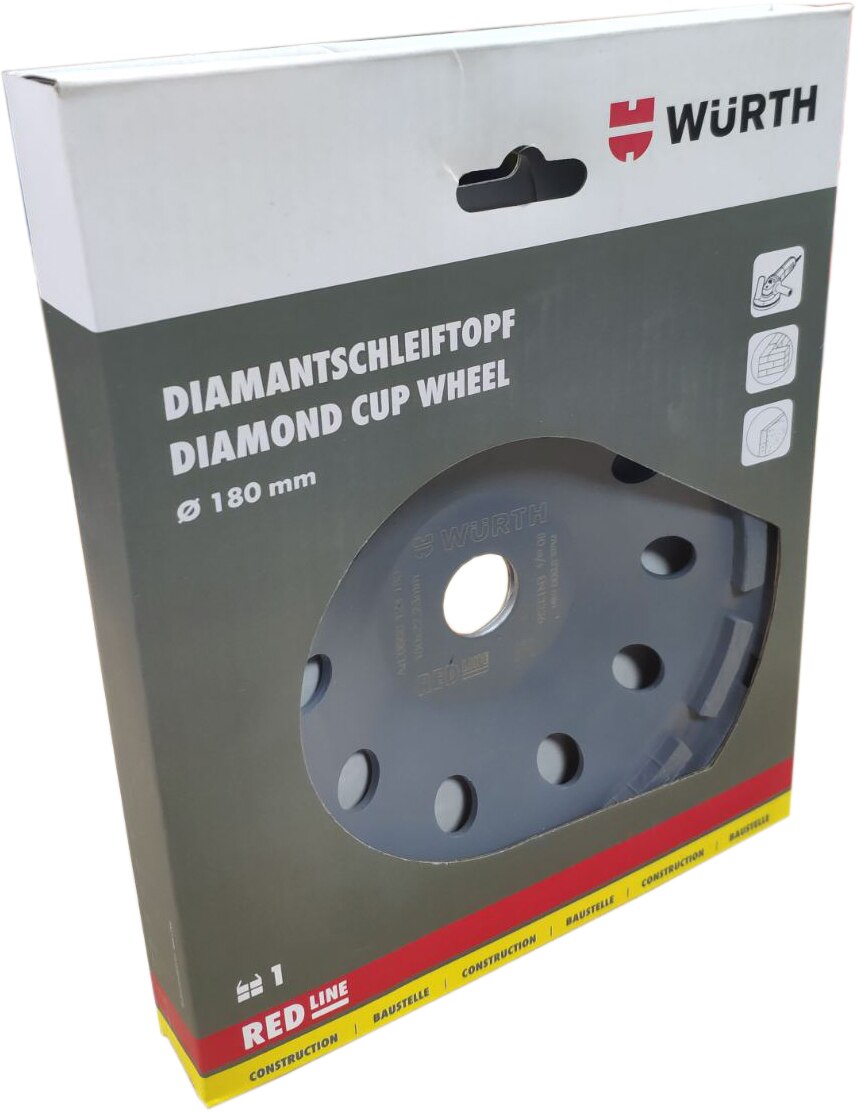 WÜRTH
DIAMANTSCHLEIFTOPF
DIAMOND CUP WHEEL
Ø 180 mm
WÜRTH
RED LINE
1
RED LINE
CONSTRUCTION | BAUSTELLE | CONSTRUCTION | BAUSTELLE | CONSTRUCTION | BAUSTELLE